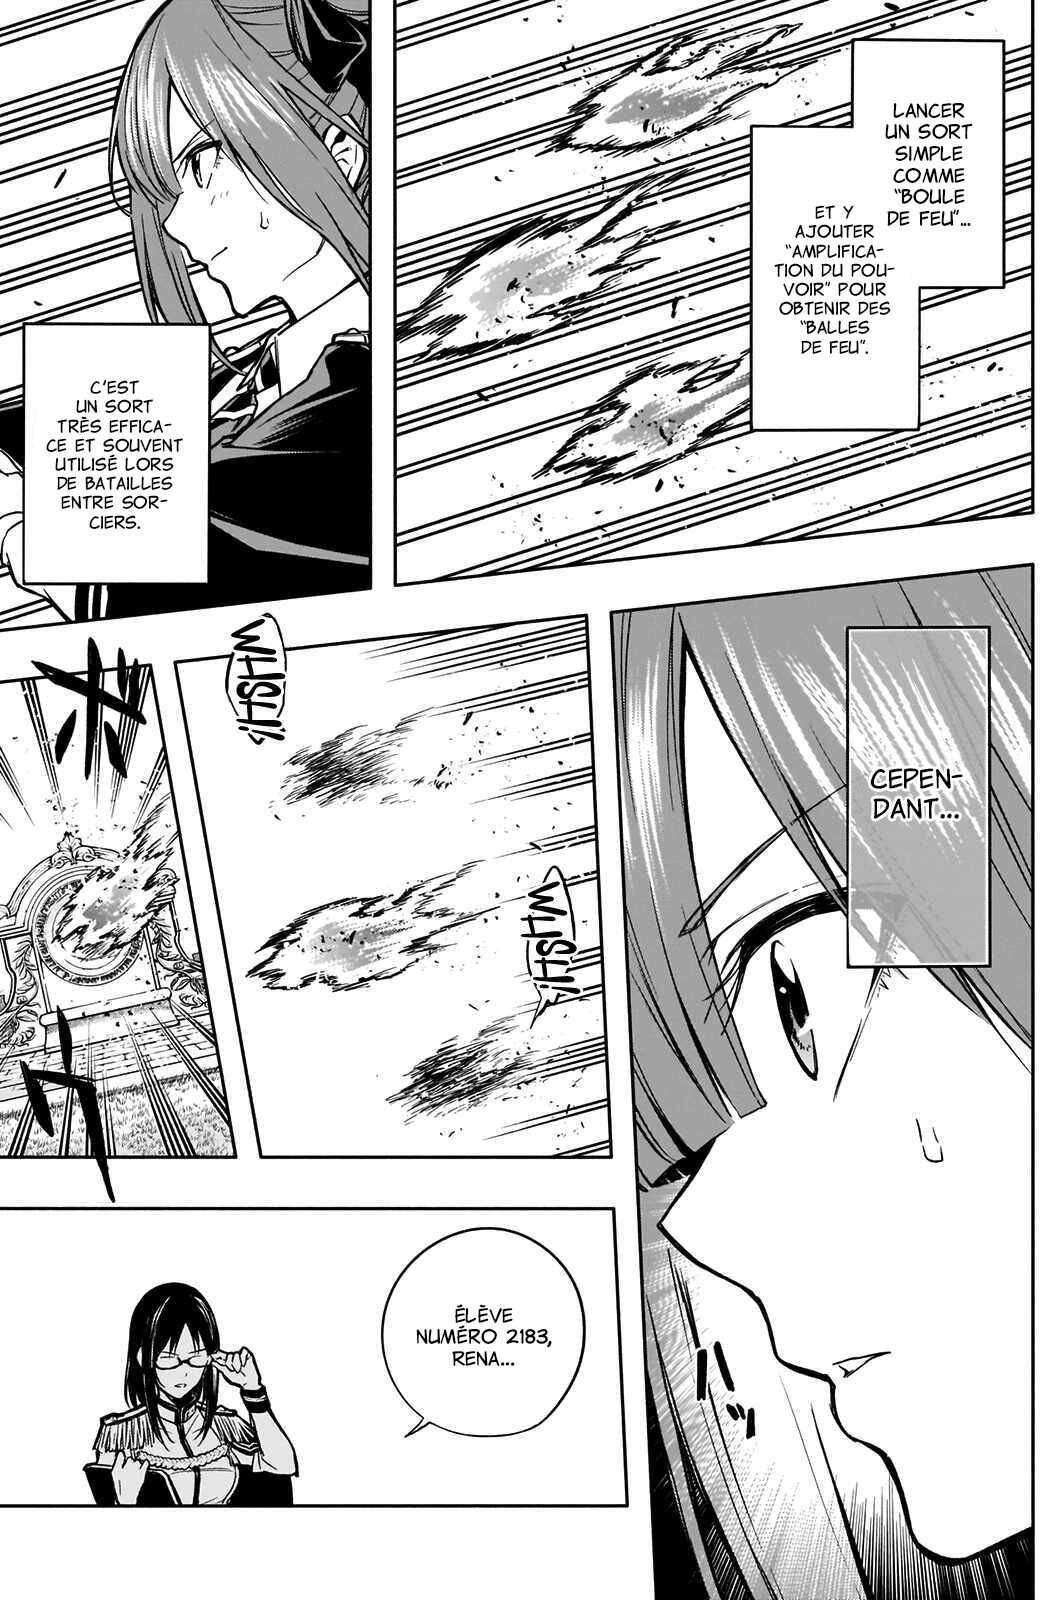 LANCER
UN SORT
SIMPLE
COMME
"BOULE
DE FEU"...
ET Y
AJOUTER
"AMPLIFICA-
TION DU POU-
VOIR" POUR
OBTENIR DES
"BALLES
DE FEU".
C'EST
UN SORT
TRÈS EFFICA-
CE ET SOUVENT
UTILISÉ LORS
DE BATAILLES
ENTRE SOR-
CIERS.
CEPEN-
DANT...
WHSH!
WHSH!
ÉLÈVE
NUMÉRO 2183,
RENA...